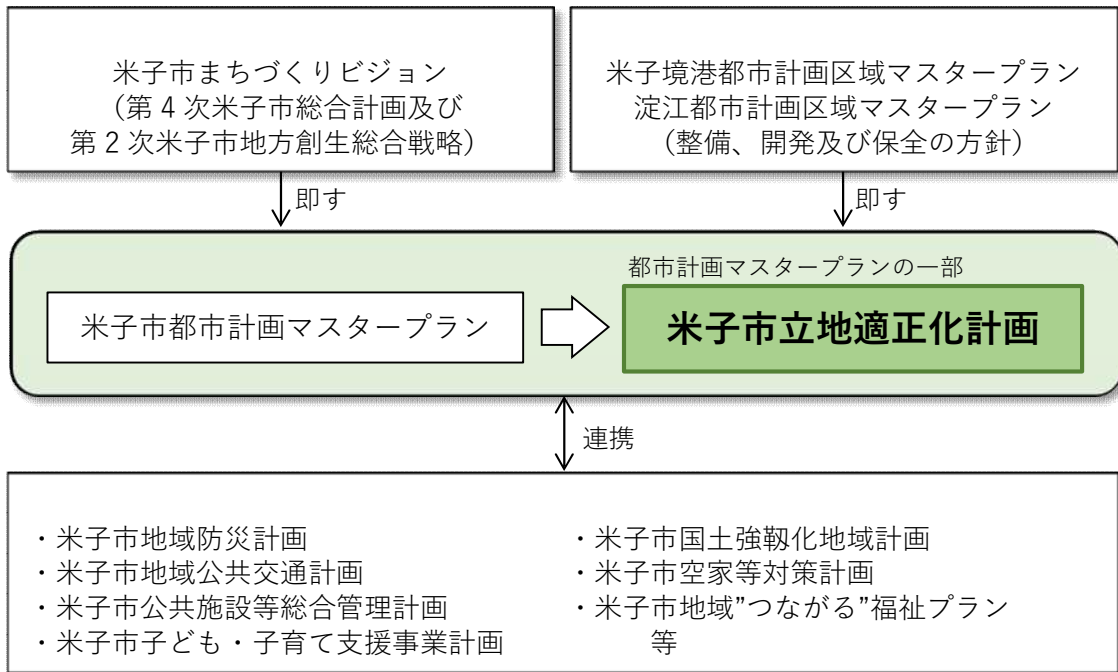 米子市まちづくりビジョン
（第４次米子市総合計画及び
第２次米子市地方創生総合戦略）
米子境港都市計画区域マスタープラン
淀江都市計画区域マスタープラン
（整備、開発及び保全の方針）
即す
即す
都市計画マスタープランの一部
米子市都市計画マスタープラン
米子市立地適正化計画
連携
・米子市地域防災計画
・米子市地域公共交通計画
・米子市公共施設等総合管理計画
・米子市子ども・子育て支援事業計画
・米子市国土強靱化地域計画
・米子市空家等対策計画
・米子市地域”つながる”福祉プラン
等